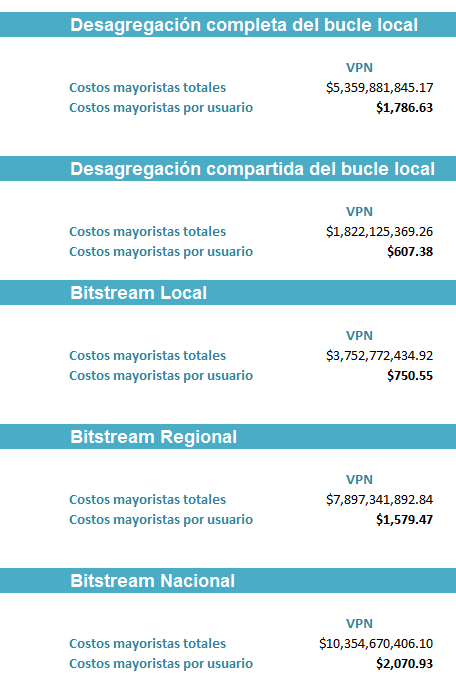 Desagregación completa del bucle local
VPN
Costos mayoristas totales $5,359,881,845.17
Costos mayoristas por usuario $1,786.63
Desagregación compartida del bucle local
VPN
Costos mayoristas totales $1,822,125,369.26
Costos mayoristas por usuario $607.38
Bitstream Local
VPN
Costos mayoristas totales $3,752,772,434.92
Costos mayoristas por usuario $750.55
Bitstream Regional
VPN
Costos mayoristas totales $7,897,341,892.84
Costos mayoristas por usuario $1,579.47
Bitstream Nacional
VPN
Costos mayoristas totales $10,354,670,406.10
Costos mayoristas por usuario $2,070.93